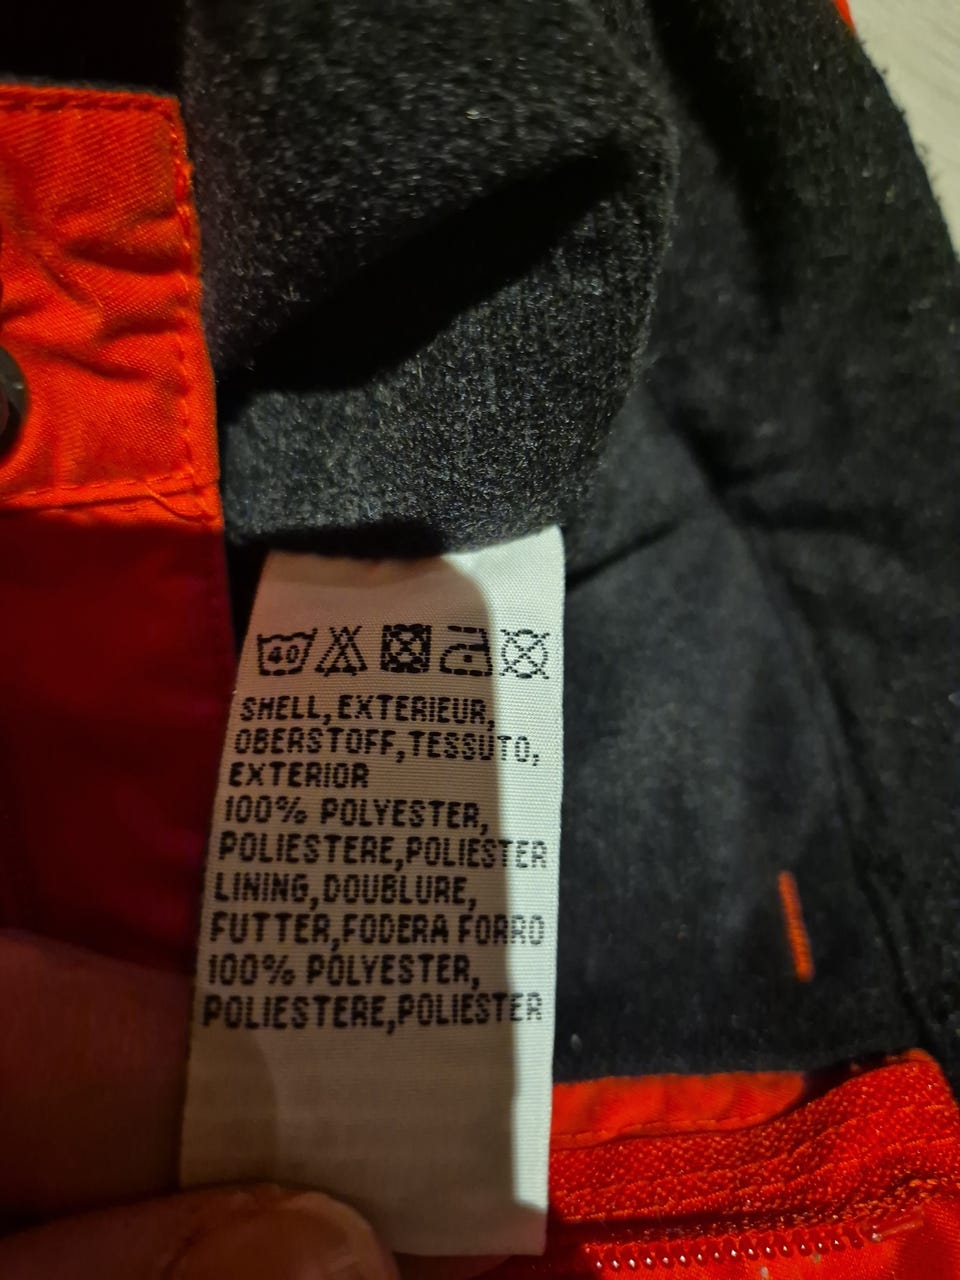 40
SHELL,EXTERIEUR,
OBERSTOFF,TESSUTO,
EXTERIOR
100% POLYESTER,
POLIESTERE,POLIESTER
LINING,DOUBLURE,
FUTTER,FODERA FORRO
100% POLYESTER,
POLIESTERE,POLIESTER